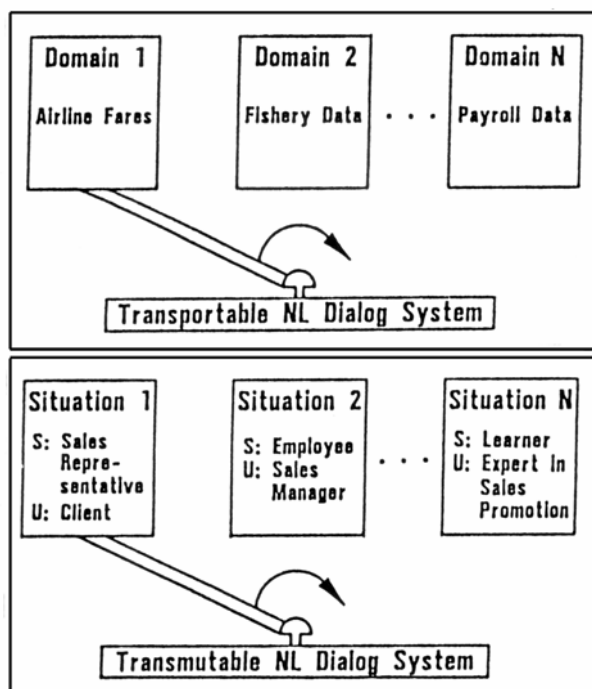 Domain 1
Airline Fares
Domain 2
Fishery Data
. . .
Domain N
Payroll Data
Transportable NL Dialog System
Situation 1
S: Sales
Repre-
sentative
U: Client
Situation 2
S: Employee
U: Sales
Manager
. . .
Situation N
S: Learner
U: Expert In
Sales
Promotion
Transmutable NL Dialog System